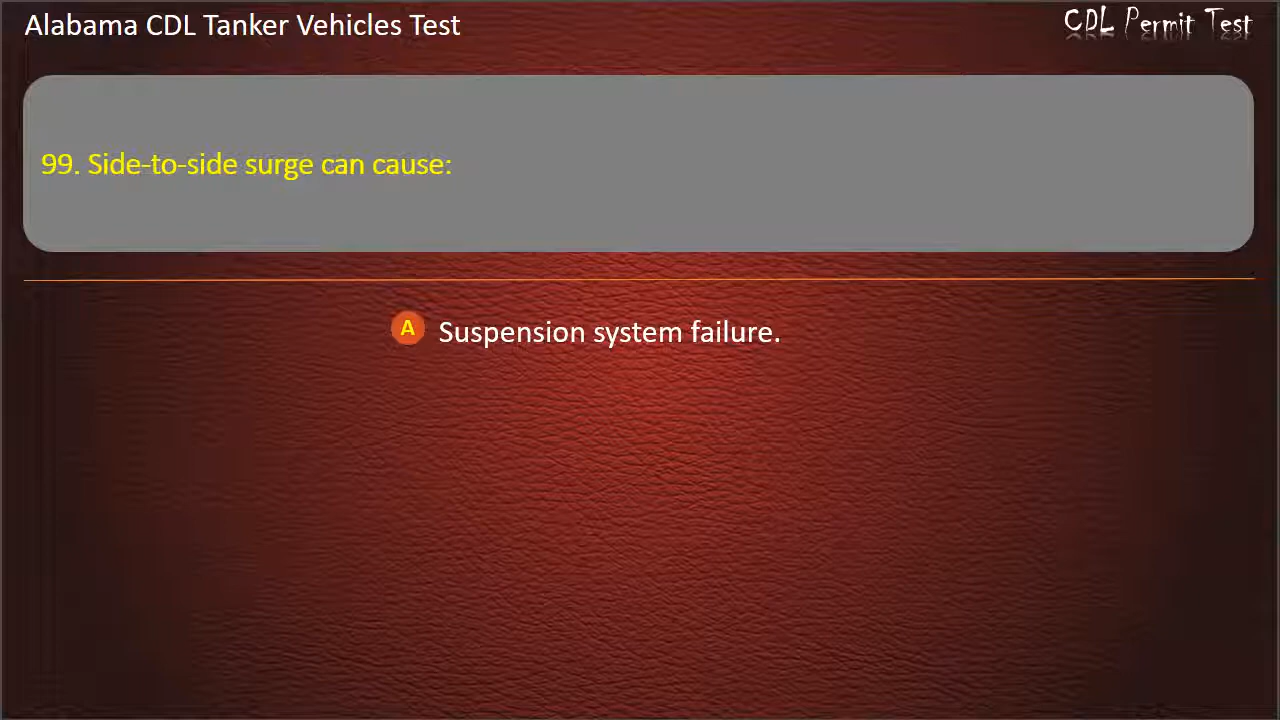 Alabama CDL Tanker Vehicles Test
CDL Permit Test
99. Side-to-side surge can cause:
A Suspension system failure.